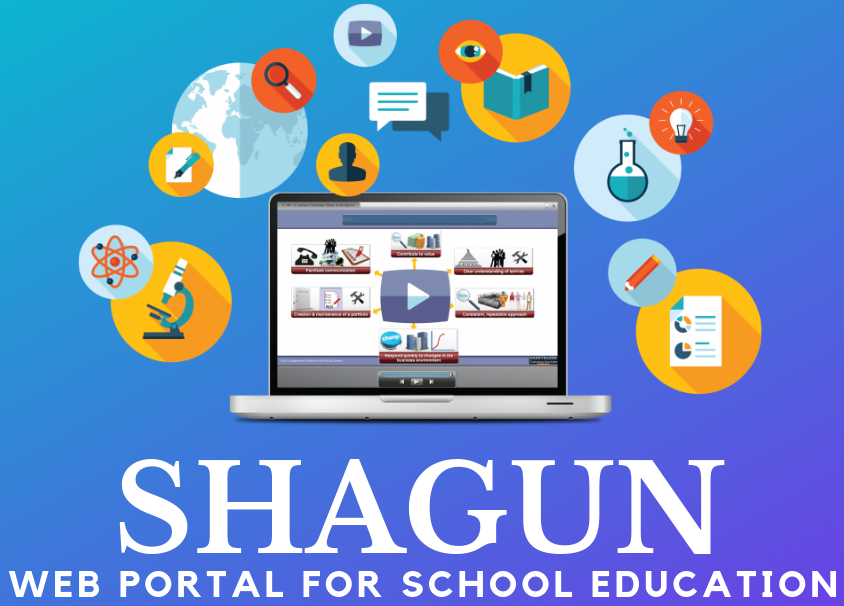 Contribute to value
Facilitate communication
Clear understanding of service
Creation & maintenance of a portfolio
Consistent, repeatable approach
Respond quickly to changes in the
business environment
SHAGUN
WEB PORTAL FOR SCHOOL EDUCATION